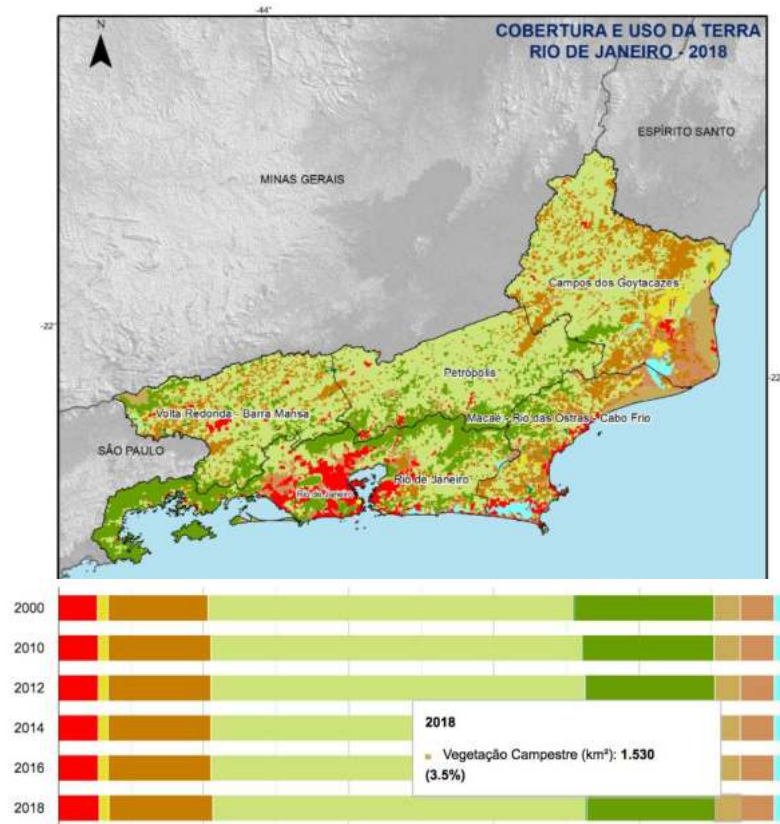 -44°
COBERTURA E USO DA TERRA
RIO DE JANEIRO - 2018
N
ESPÍRITO SANTO
MINAS GERAIS
Campos dos Goytacazes
-22°
Petrópolis
-22
Volta Redonda - Barra Mansa
Macaé - Rio das Ostras - Cabo Frio
SÃO PAULO
Rio de Janeiro
Rio de Janeiro
2000
2010
2012
2014
2018
Vegetação Campestre (km²): 1.530
(3.5%)
2016
2018